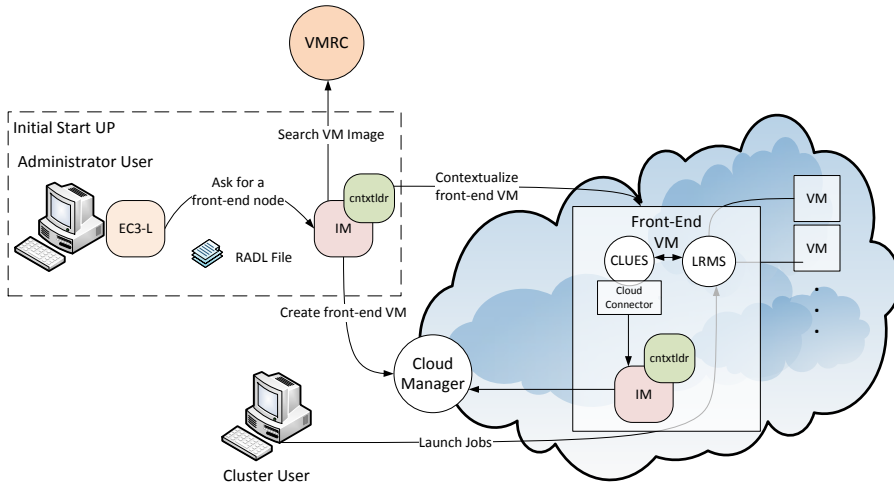 VMRC
Initial Start UP
Search VM Image
Administrator User
Ask for a
front-end node
EC3-L
RADL File
cntxtldr
IM
Contextualize
front-end VM
Create front-end VM
Front-End
VM
CLUES
LRMS
Cloud
Connector
cntxtldr
IM
VM
VM
Cloud
Manager
Launch Jobs
Cluster User